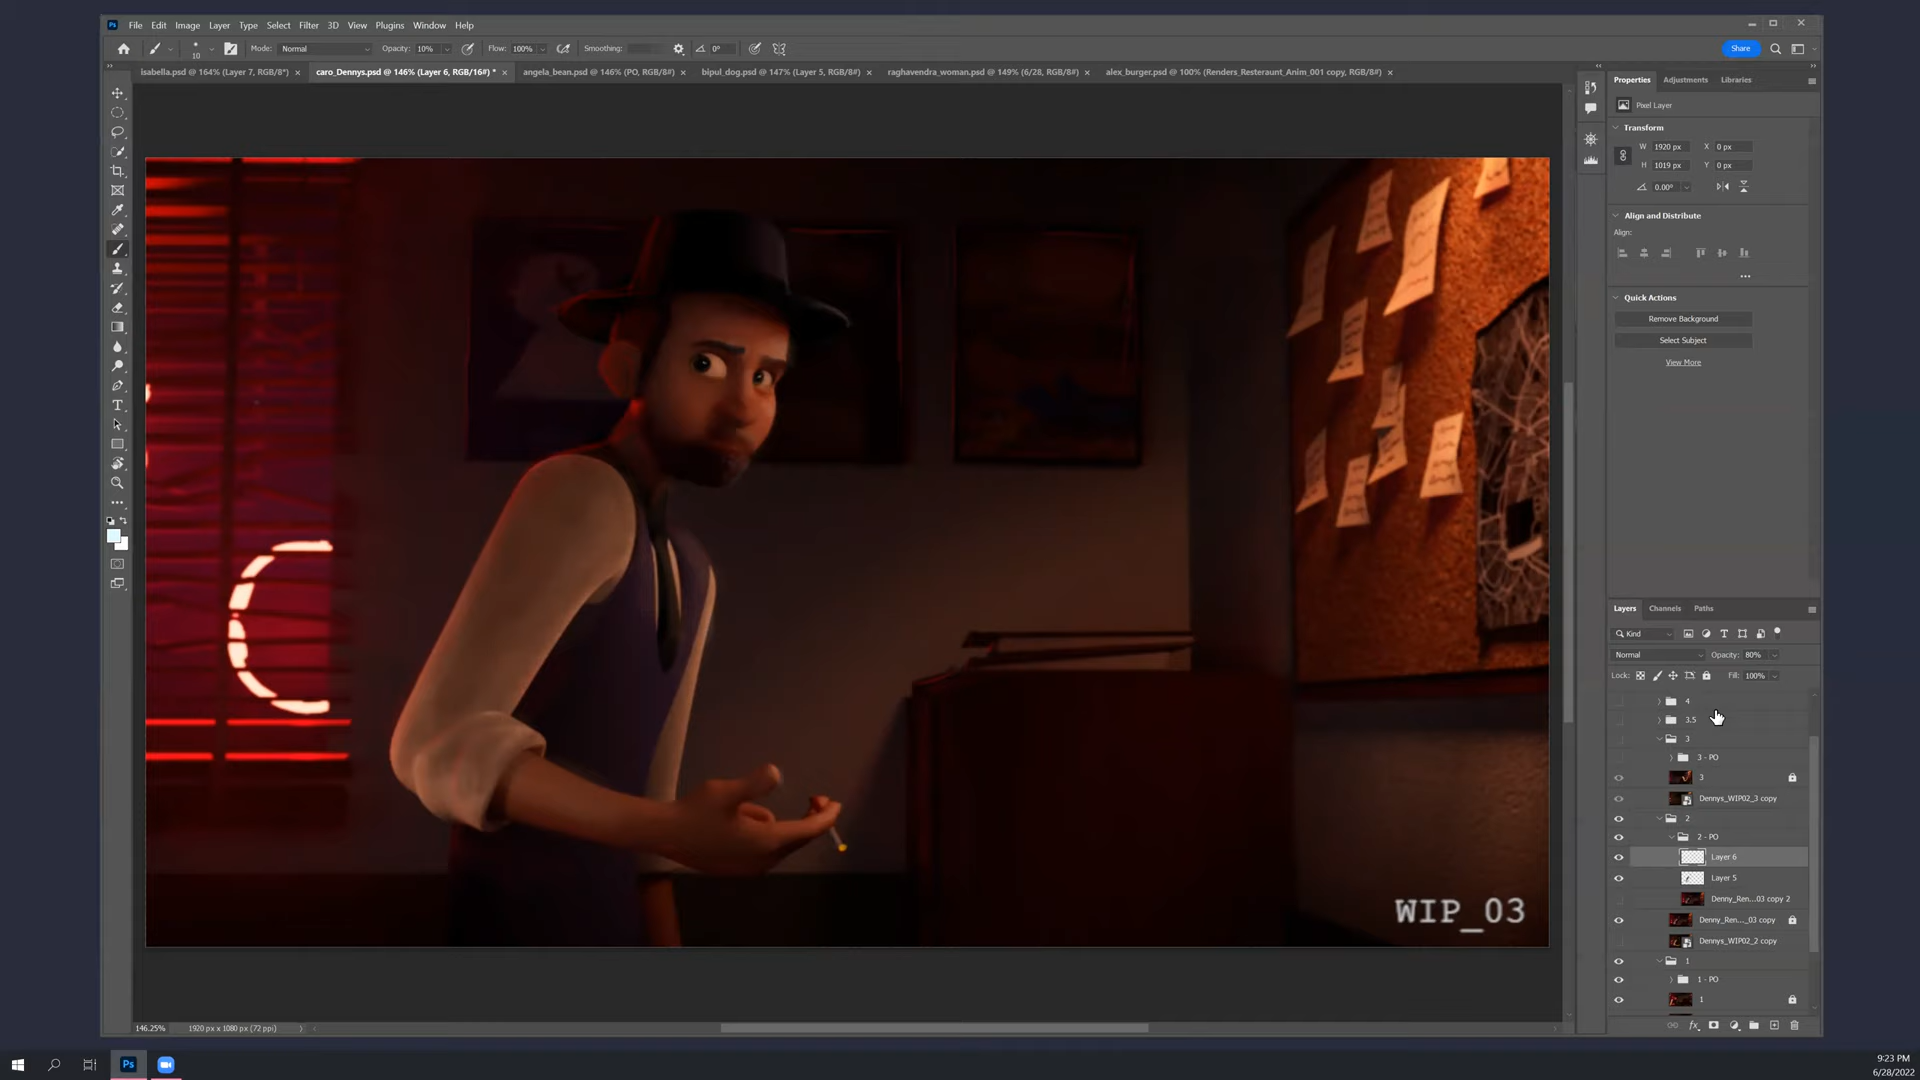 Ps File Edit Image Layer Type Select Filter 3D View Plugins Window Help
10 Mode: Normal Opacity: 10% Flow: 100% Smoothing: 0° Share
isabella.psd @ 164% (Layer 7, RGB/8*) caro_Dennys.psd @ 146% (Layer 6, RGB/16#) * angela_bean.psd @ 146% (PO, RGB/8#) bipul_dog.psd @ 147% (Layer 5, RGB/8#) raghavendra_woman.psd @ 149% (6/28, RGB/8#) alex_burger.psd @ 100% (Renders_Resteraunt_Anim_001 copy, RGB/8#)
Properties Adjustments Libraries
Pixel Layer
Transform
W 1920 px X 0 px
H 1019 px Y 0 px
0.00°
Align and Distribute
Align:
Quick Actions
Remove Background
Select Subject
View More
Layers Channels Paths
Kind
Normal Opacity: 80%
Lock: Fill: 100%
4
3.5
3
3 - PO
3
Dennys_WIP02_3 copy
2
2 - PO
Layer 6
Layer 5
Denny_Ren...03 copy 2
Denny_Ren..._03 copy
Dennys_WIP02_2 copy
1
1 - PO
1
WIP_03
146.25% 1920 px x 1080 px (72 ppi)
Ps
9:23 PM
6/28/2022